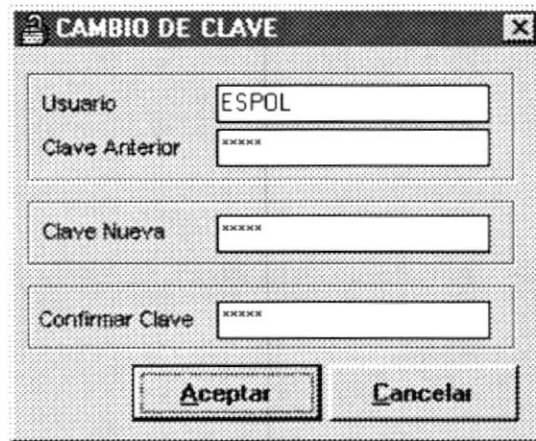 CAMBIO DE CLAVE
Usuario ESPOL
Clave Anterior *****
Clave Nueva *****
Confirmar Clave *****
Aceptar Cancelar